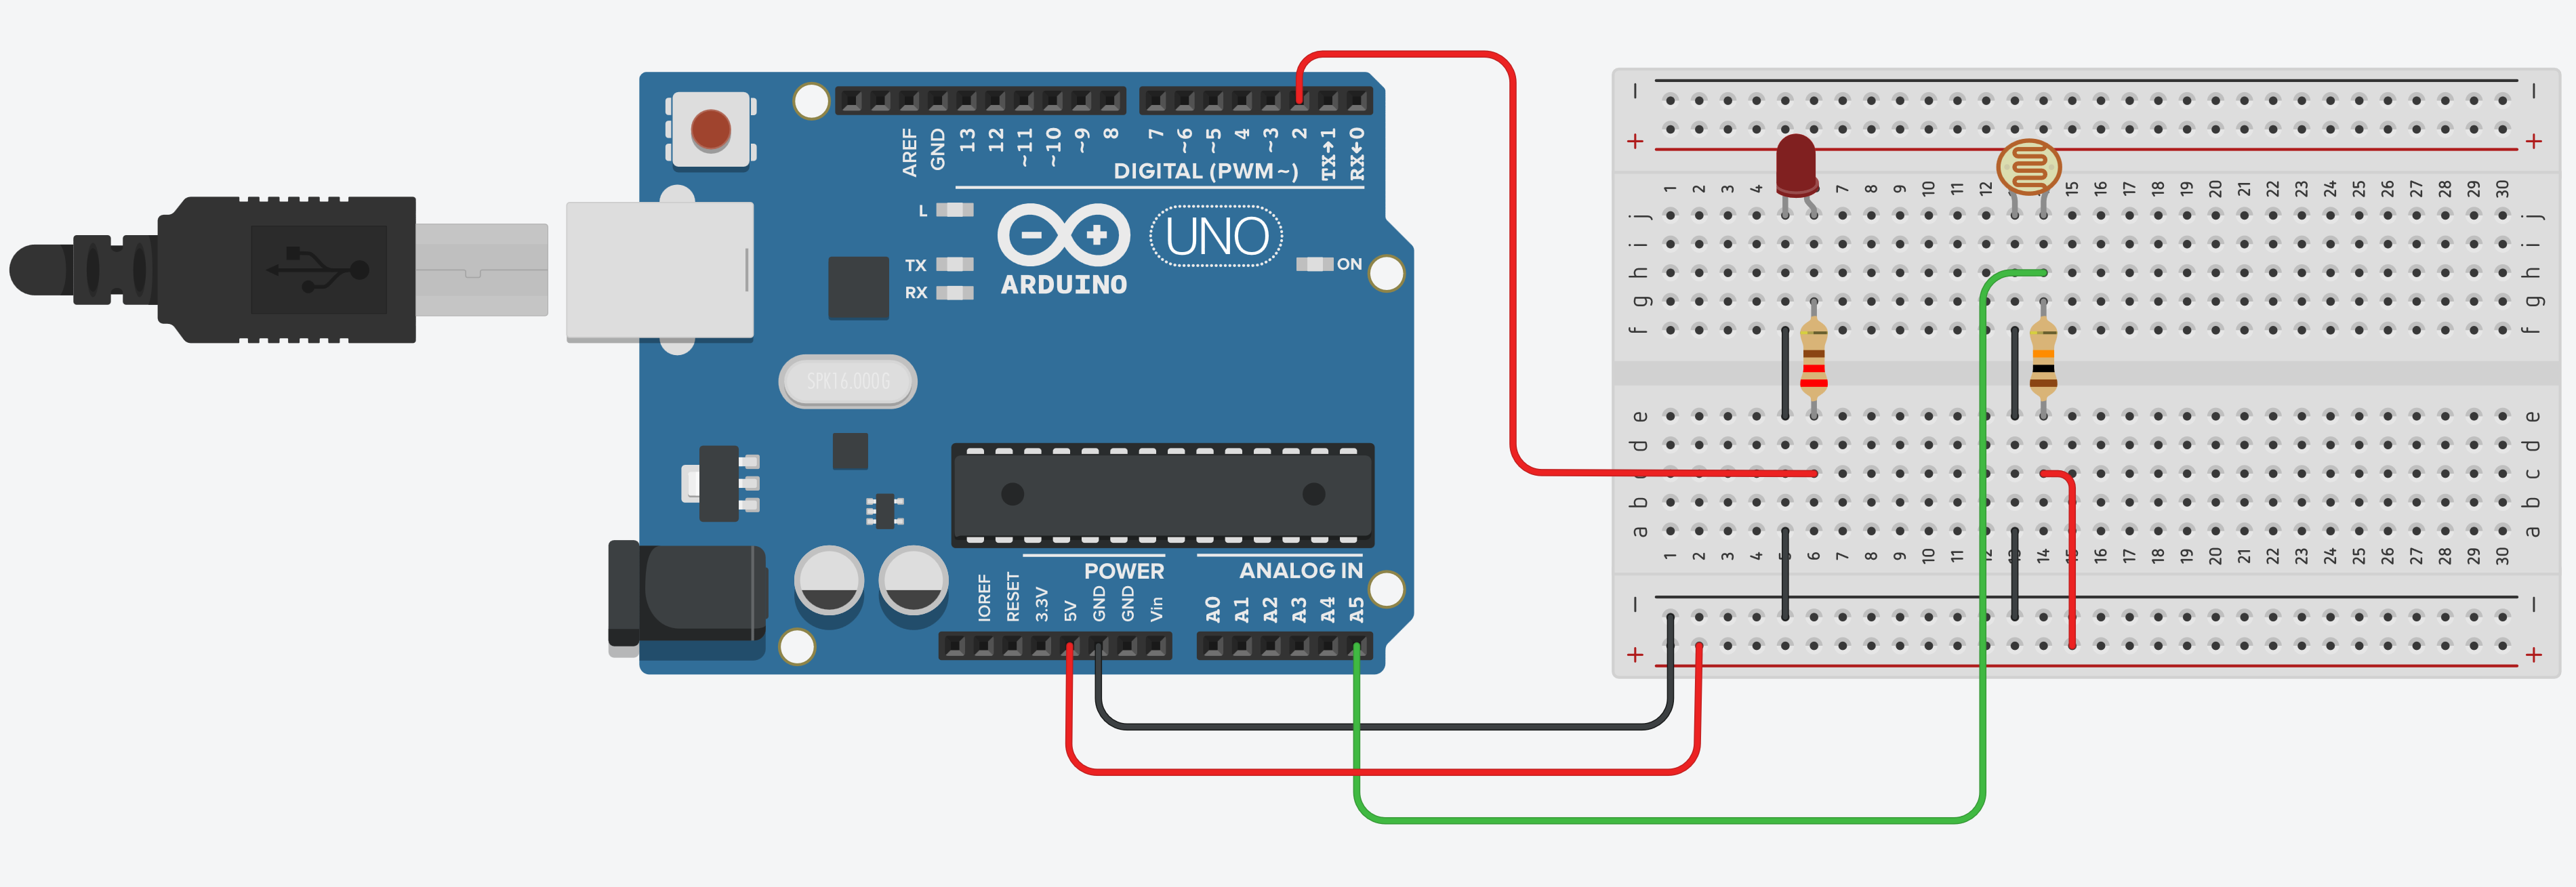 AREF
GND
13
12
~11
~10
~9
8
7
~6
~5
4
~3
2
TX→1
RX←0
DIGITAL (PWM~)
L
TX
RX
ARDUINO
UNO
ON
SPK16.000G
POWER
ANALOG IN
IOREF
RESET
3.3V
5V
GND
GND
Vin
A0
A1
A2
A3
A4
A5
− −
+ +
1 2 3 4 7 8 9 10 11 12 15 16 17 18 19 20 21 22 23 24 25 26 27 28 29 30
j j
i i
h h
g g
f f
e e
d d
c
b b
a a
1 2 3 4 5 6 7 8 9 10 11 12 13 14 15 16 17 18 19 20 21 22 23 24 25 26 27 28 29 30
− −
+ +